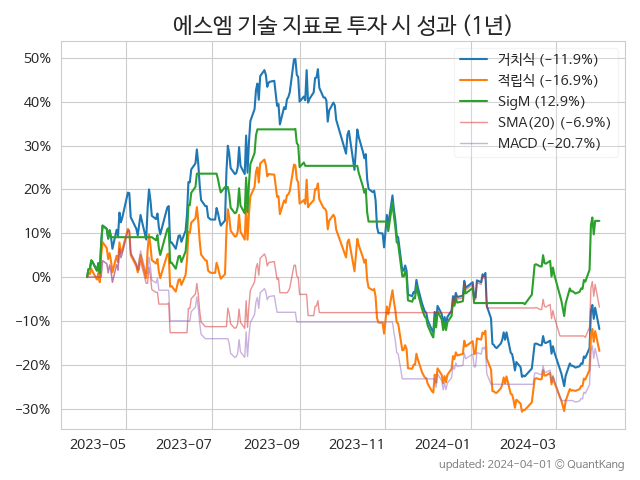 에스엠 기술 지표로 투자 시 성과 (1년)
50%
40%
30%
20%
10%
0%
−10%
−20%
−30%
거치식 (−11.9%)
적립식 (−16.9%)
SigM (12.9%)
SMA(20) (−6.9%)
MACD (−20.7%)
2023-05 2023-07 2023-09 2023-11 2024-01 2024-03
updated: 2024-04-01 © QuantKang